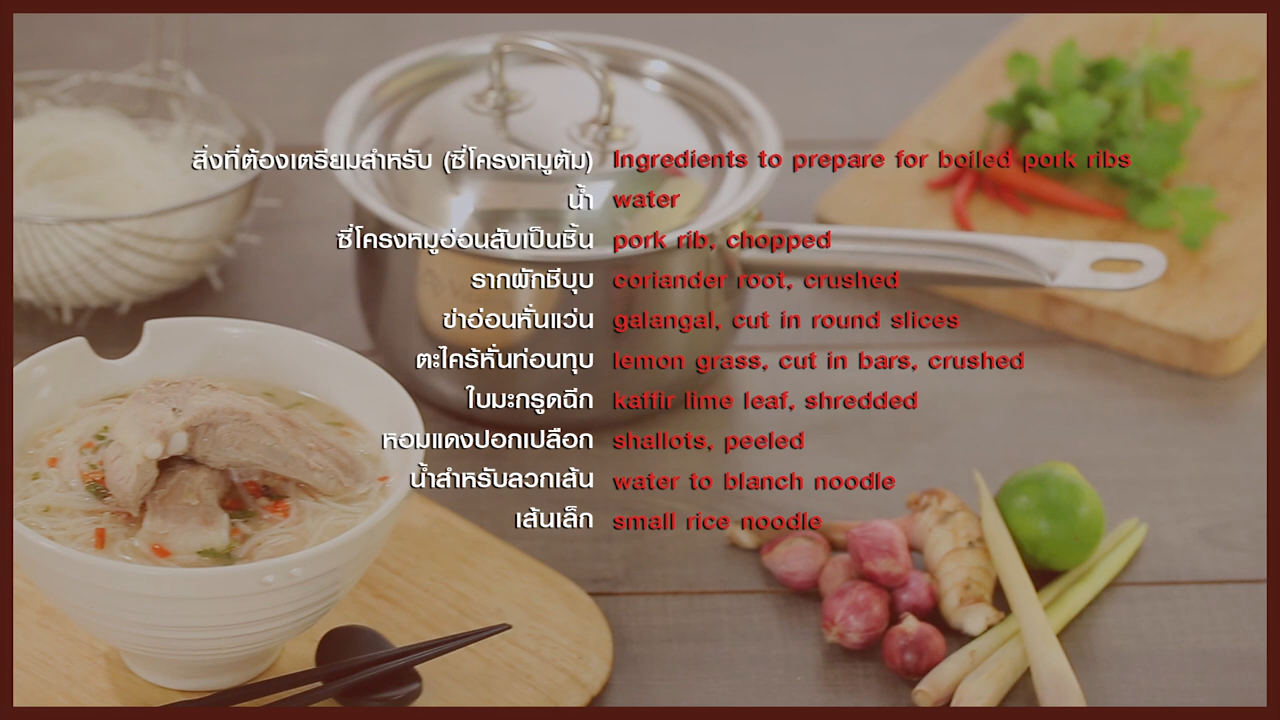 สิ่งที่ต้องเตรียมสำหรับ (ซี่โครงหมูต้ม) Ingredients to prepare for boiled pork ribs
น้ำ water
ซี่โครงหมูอ่อนสับเป็นชิ้น pork rib, chopped
รากผักชีบุบ coriander root, crushed
ข่าอ่อนหั่นแว่น galangal, cut in round slices
ตะไคร้หั่นท่อนทุบ lemon grass, cut in bars, crushed
ใบมะกรูดฉีก kaffir lime leaf, shredded
หอมแดงปอกเปลือก shallots, peeled
น้ำสำหรับลวกเส้น water to blanch noodle
เส้นเล็ก small rice noodle